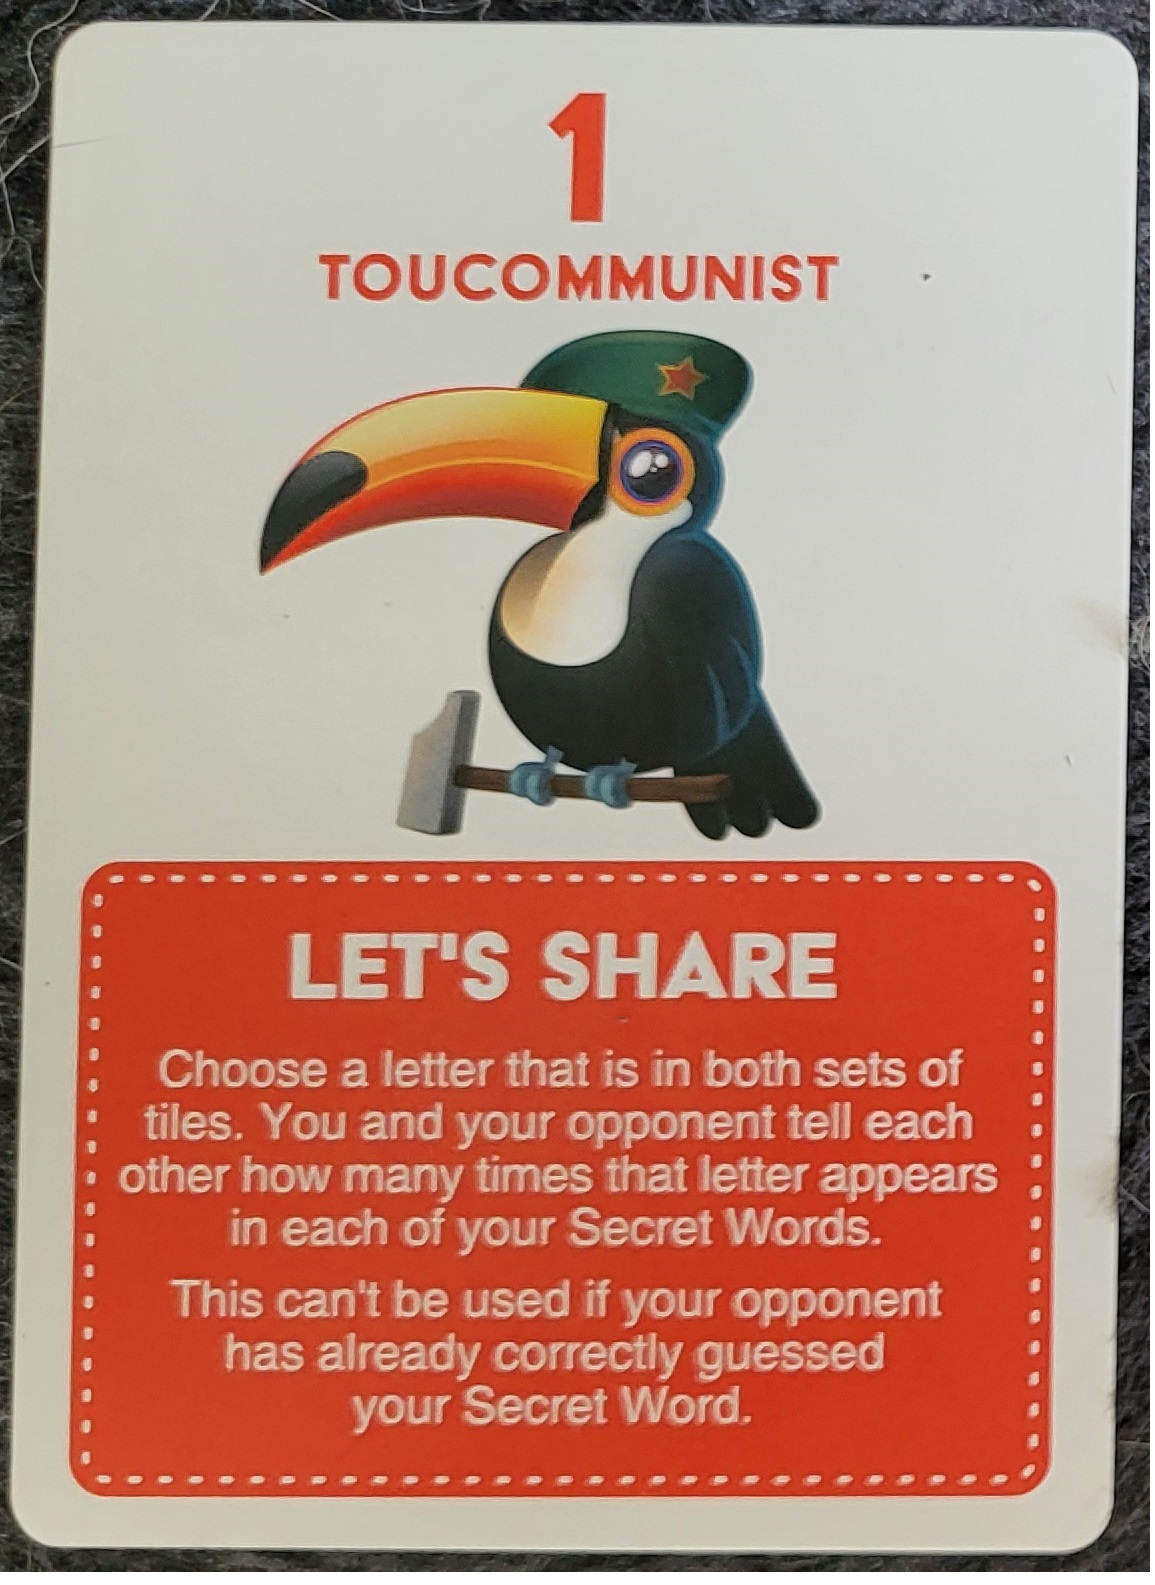 1
TOUCOMMUNIST
LET'S SHARE
Choose a letter that is in both sets of
tiles. You and your opponent tell each
other how many times that letter appears
in each of your Secret Words.
This can't be used if your opponent
has already correctly guessed
your Secret Word.